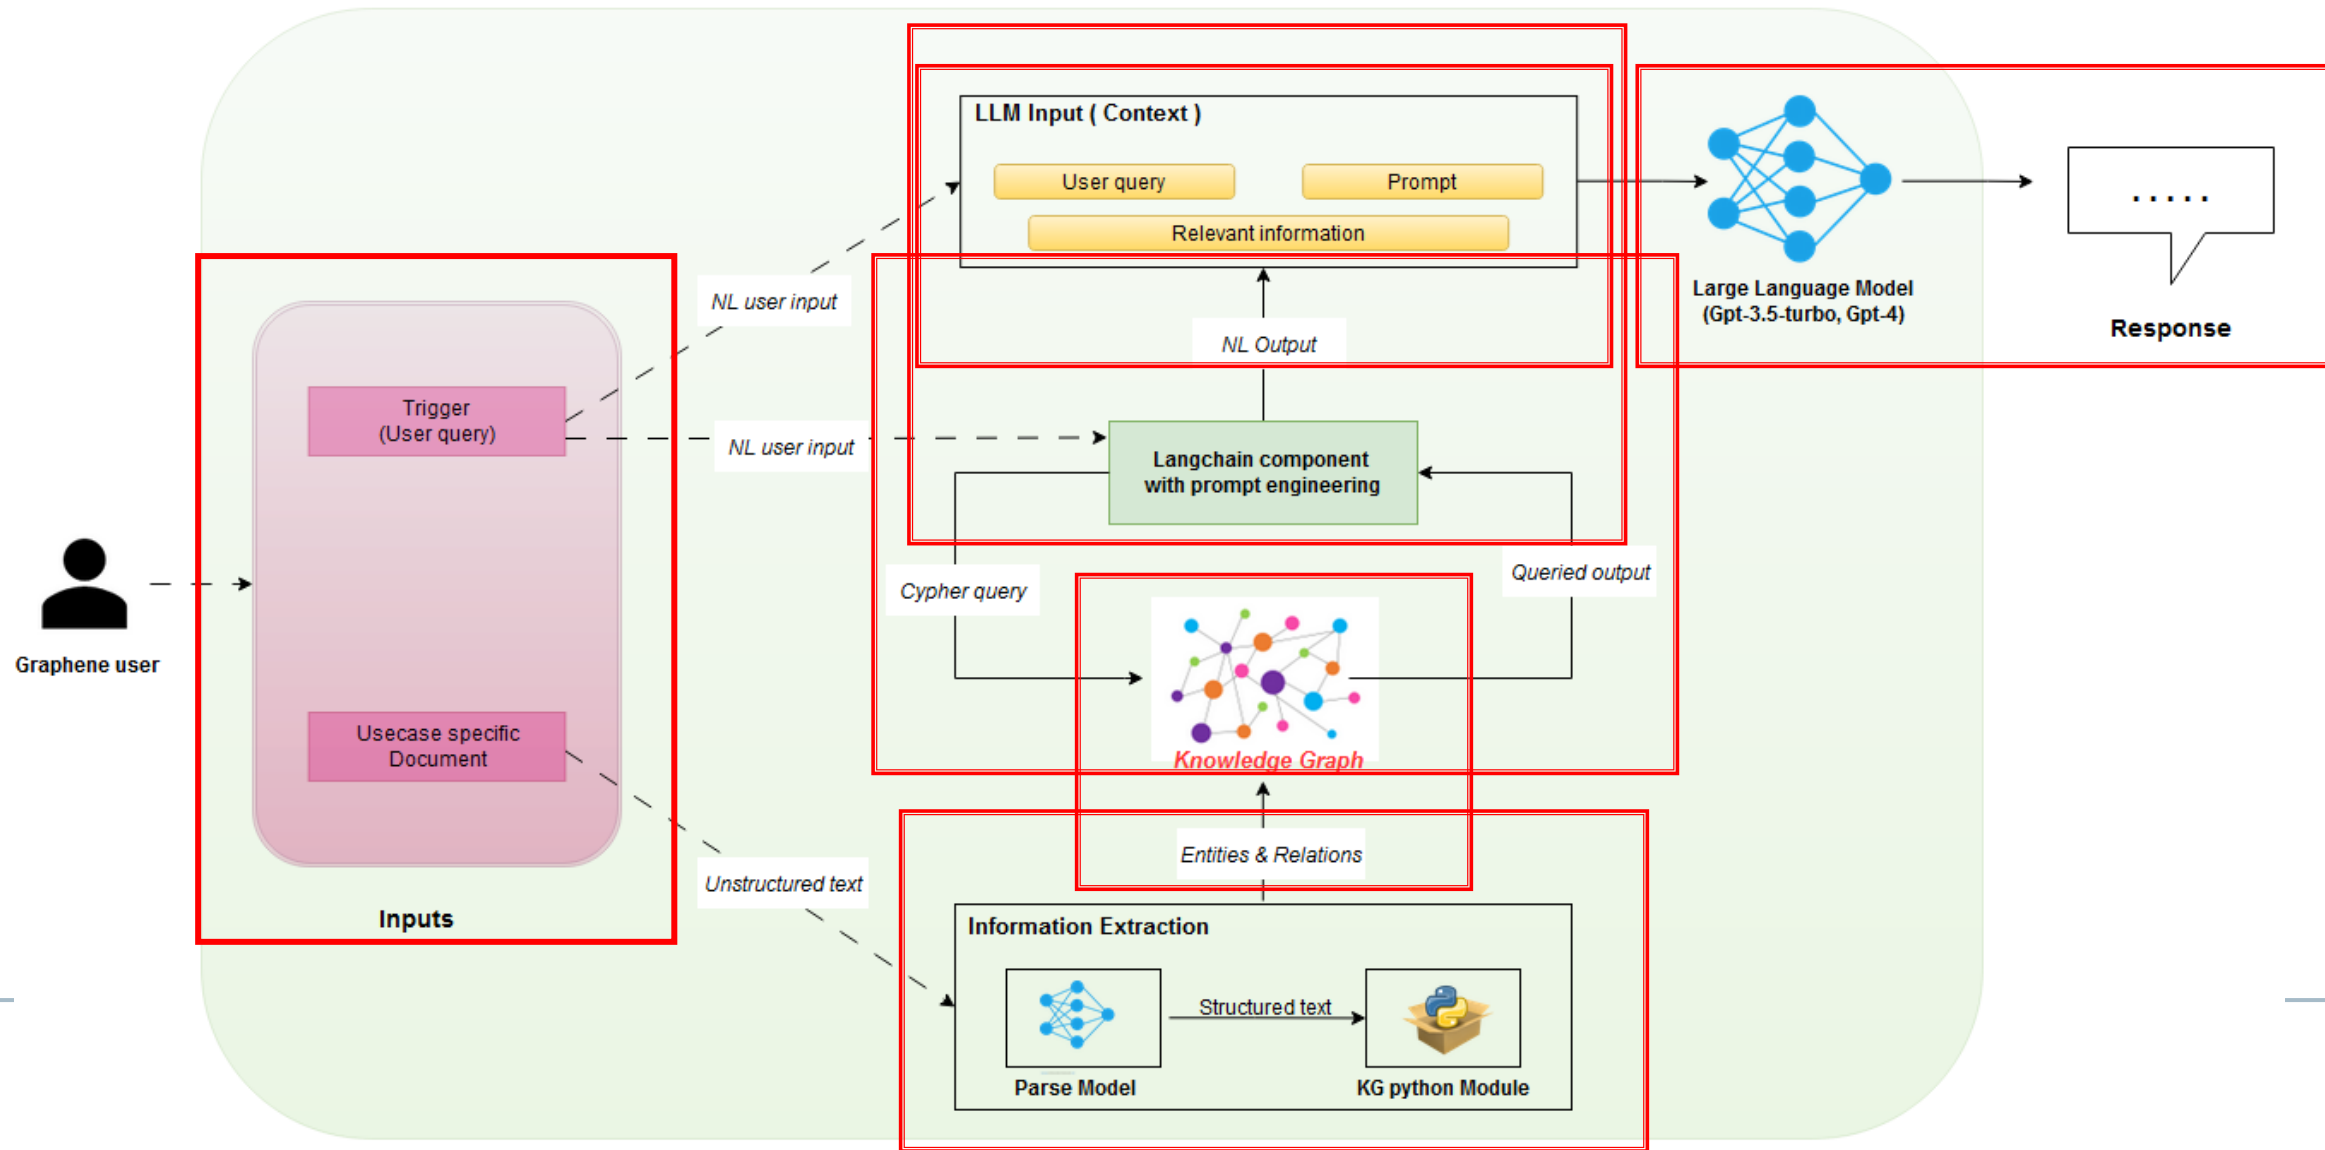 LLM Input ( Context )
User query
Prompt
Relevant information
Large Language Model
(Gpt-3.5-turbo, Gpt-4)
. . . . .
Response
NL user input
NL Output
Trigger
(User query)
NL user input
Langchain component
with prompt engineering
Cypher query
Queried output
Graphene user
Knowledge Graph
Usecase specific
Document
Unstructured text
Entities & Relations
Inputs
Information Extraction
Structured text
Parse Model
KG python Module